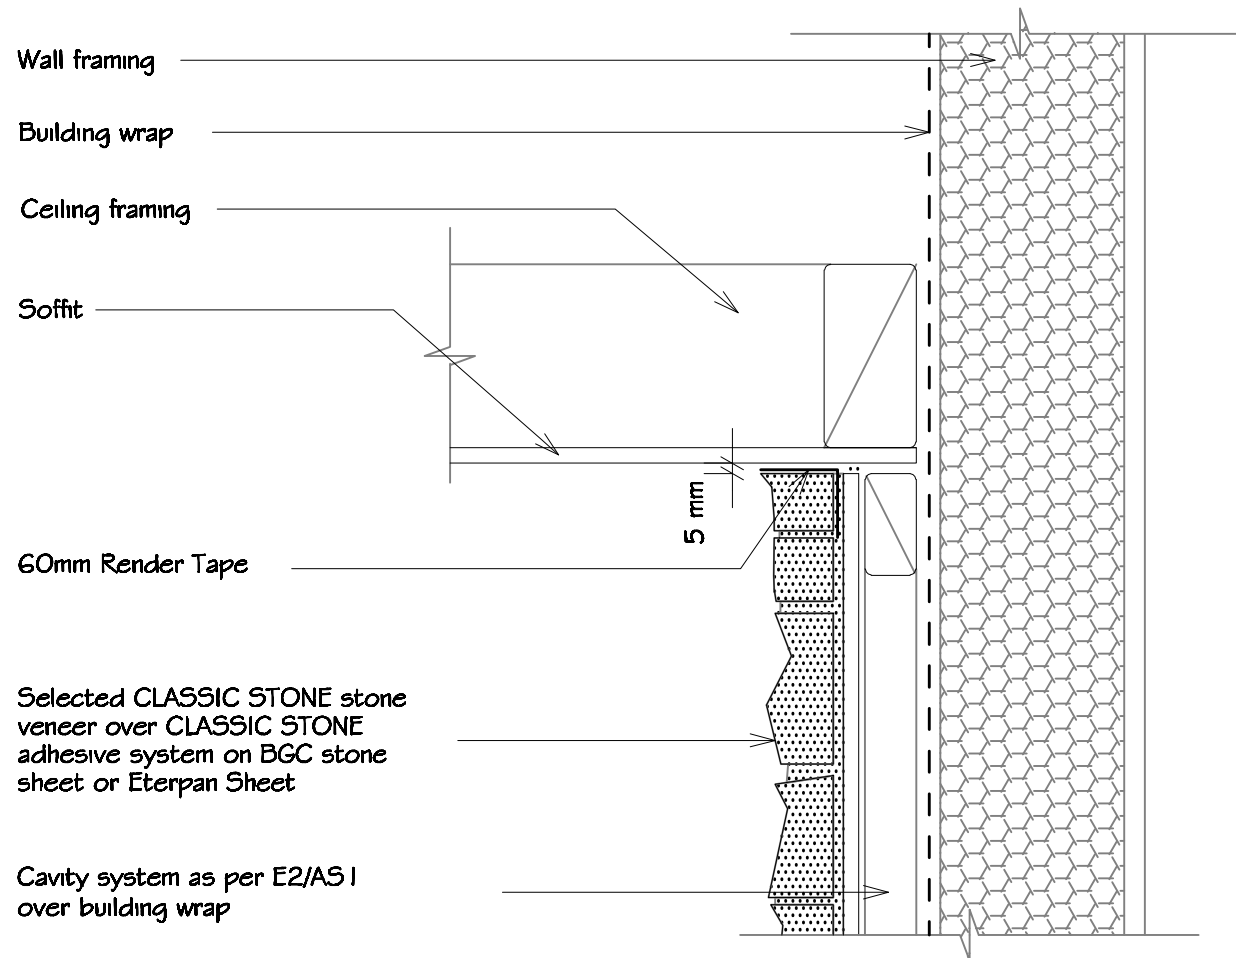 Wall framing
Building wrap
Ceiling framing
Soffit
5 mm
60mm Render Tape
Selected CLASSIC STONE stone
veneer over CLASSIC STONE
adhesive system on BGC stone
sheet or Eterpan Sheet
Cavity system as per E2/AS1
over building wrap